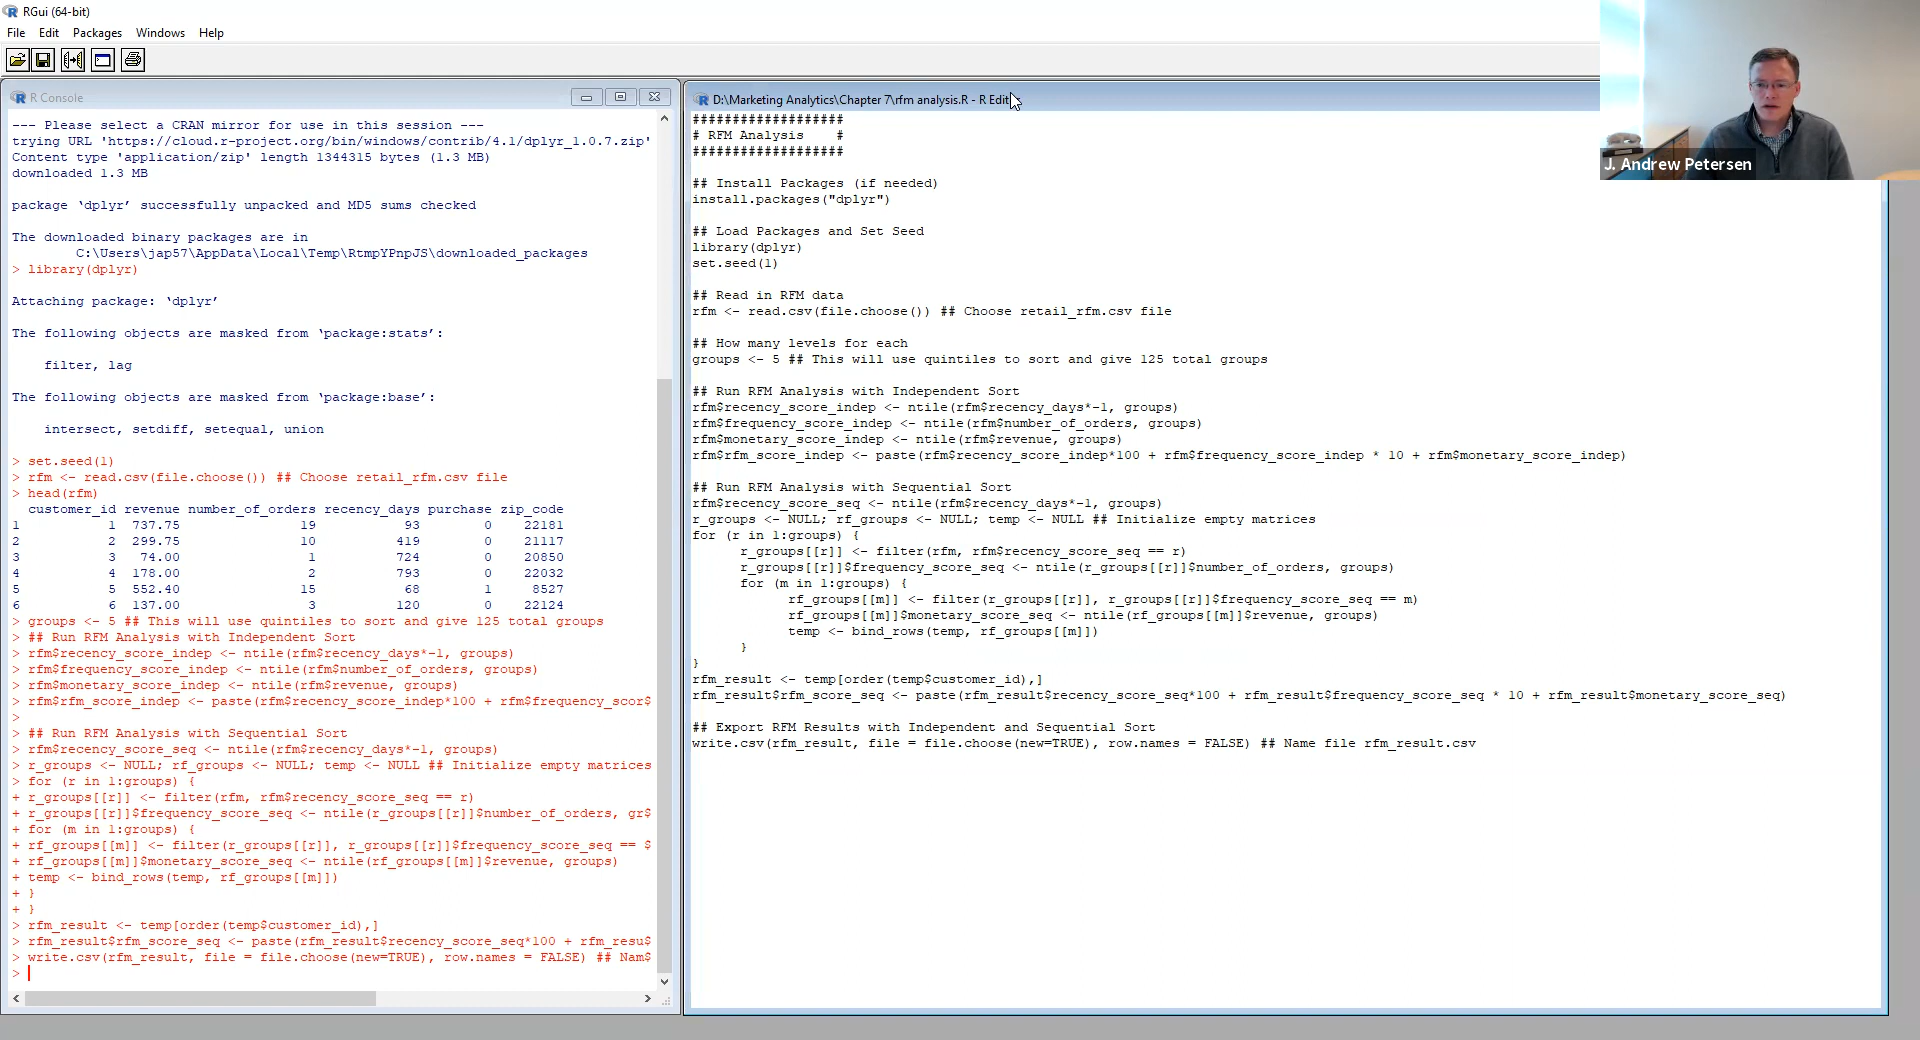 RGui (64-bit)
File Edit Packages Windows Help
R Console
--- Please select a CRAN mirror for use in this session ---
trying URL 'https://cloud.r-project.org/bin/windows/contrib/4.1/dplyr_1.0.7.zip'
Content type 'application/zip' length 1344315 bytes (1.3 MB)
downloaded 1.3 MB
package ‘dplyr’ successfully unpacked and MD5 sums checked
The downloaded binary packages are in
C:\Users\jap57\AppData\Local\Temp\RtmpYPnpJS\downloaded_packages
> library(dplyr)
Attaching package: ‘dplyr’
The following objects are masked from ‘package:stats’:
filter, lag
The following objects are masked from ‘package:base’:
intersect, setdiff, setequal, union
> set.seed(1)
> rfm <- read.csv(file.choose()) ## Choose retail_rfm.csv file
> head(rfm)
customer_id revenue number_of_orders recency_days purchase zip_code
1 1 737.75 19 93 0 22181
2 2 299.75 10 419 0 21117
3 3 74.00 1 724 0 20850
4 4 178.00 2 793 0 22032
5 5 552.40 15 68 1 8527
6 6 137.00 3 120 0 22124
> groups <- 5 ## This will use quintiles to sort and give 125 total groups
> ## Run RFM Analysis with Independent Sort
> rfm$recency_score_indep <- ntile(rfm$recency_days*-1, groups)
> rfm$frequency_score_indep <- ntile(rfm$number_of_orders, groups)
> rfm$monetary_score_indep <- ntile(rfm$revenue, groups)
> rfm$rfm_score_indep <- paste(rfm$recency_score_indep*100 + rfm$frequency_scor$
>
> ## Run RFM Analysis with Sequential Sort
> rfm$recency_score_seq <- ntile(rfm$recency_days*-1, groups)
> r_groups <- NULL; rf_groups <- NULL; temp <- NULL ## Initialize empty matrices
> for (r in 1:groups) {
+ r_groups[[r]] <- filter(rfm, rfm$recency_score_seq == r)
+ r_groups[[r]]$frequency_score_seq <- ntile(r_groups[[r]]$number_of_orders, gr$
+ for (m in 1:groups) {
+ rf_groups[[m]] <- filter(r_groups[[r]], r_groups[[r]]$frequency_score_seq == $
+ rf_groups[[m]]$monetary_score_seq <- ntile(rf_groups[[m]]$revenue, groups)
+ temp <- bind_rows(temp, rf_groups[[m]])
+ }
+ }
> rfm_result <- temp[order(temp$customer_id),]
> rfm_result$rfm_score_seq <- paste(rfm_result$recency_score_seq*100 + rfm_resu$
> write.csv(rfm_result, file = file.choose(new=TRUE), row.names = FALSE) ## Nam$
>
D:\Marketing Analytics\Chapter 7\rfm analysis.R - R Edit
###################
# RFM Analysis #
###################
## Install Packages (if needed)
install.packages("dplyr")
## Load Packages and Set Seed
library(dplyr)
set.seed(1)
## Read in RFM data
rfm <- read.csv(file.choose()) ## Choose retail_rfm.csv file
## How many levels for each
groups <- 5 ## This will use quintiles to sort and give 125 total groups
## Run RFM Analysis with Independent Sort
rfm$recency_score_indep <- ntile(rfm$recency_days*-1, groups)
rfm$frequency_score_indep <- ntile(rfm$number_of_orders, groups)
rfm$monetary_score_indep <- ntile(rfm$revenue, groups)
rfm$rfm_score_indep <- paste(rfm$recency_score_indep*100 + rfm$frequency_score_indep * 10 + rfm$monetary_score_indep)
## Run RFM Analysis with Sequential Sort
rfm$recency_score_seq <- ntile(rfm$recency_days*-1, groups)
r_groups <- NULL; rf_groups <- NULL; temp <- NULL ## Initialize empty matrices
for (r in 1:groups) {
r_groups[[r]] <- filter(rfm, rfm$recency_score_seq == r)
r_groups[[r]]$frequency_score_seq <- ntile(r_groups[[r]]$number_of_orders, groups)
for (m in 1:groups) {
rf_groups[[m]] <- filter(r_groups[[r]], r_groups[[r]]$frequency_score_seq == m)
rf_groups[[m]]$monetary_score_seq <- ntile(rf_groups[[m]]$revenue, groups)
temp <- bind_rows(temp, rf_groups[[m]])
}
}
rfm_result <- temp[order(temp$customer_id),]
rfm_result$rfm_score_seq <- paste(rfm_result$recency_score_seq*100 + rfm_result$frequency_score_seq * 10 + rfm_result$monetary_score_seq)
## Export RFM Results with Independent and Sequential Sort
write.csv(rfm_result, file = file.choose(new=TRUE), row.names = FALSE) ## Name file rfm_result.csv
J. Andrew Petersen